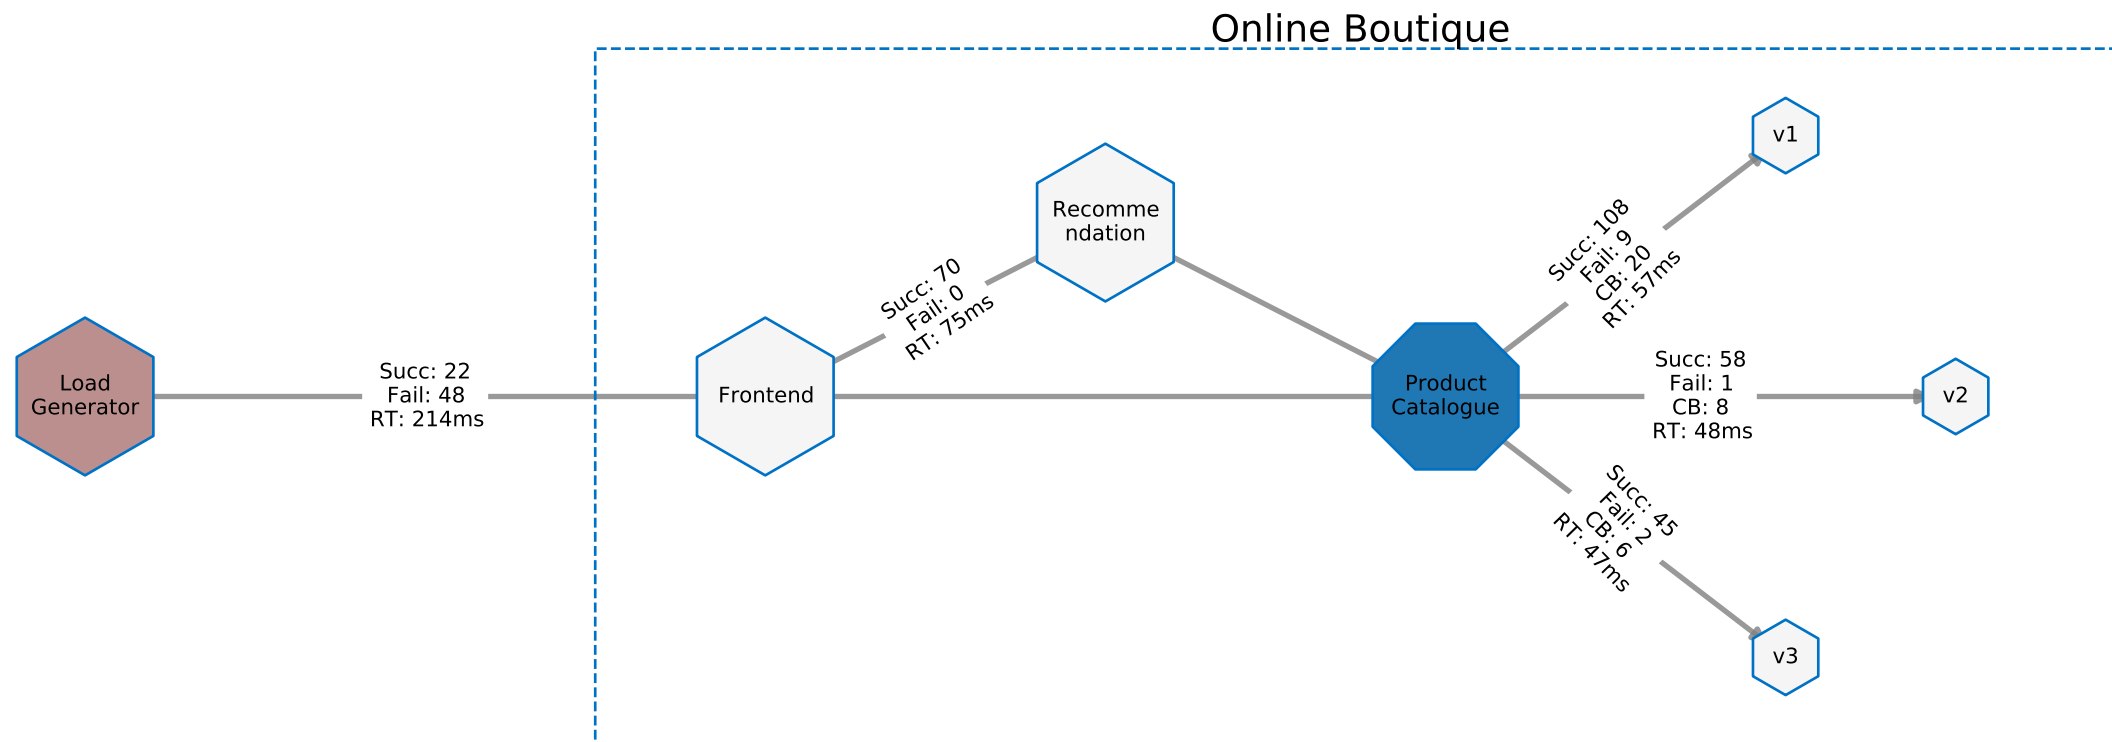 Online Boutique
Load
Generator
Succ: 22
Fail: 48
RT: 214ms
Frontend
Succ: 70
Fail: 0
RT: 75ms
Recomme
ndation
Product
Catalogue
Succ: 108
Fail: 9
CB: 20
RT: 57ms
v1
Succ: 58
Fail: 1
CB: 8
RT: 48ms
v2
Succ: 45
Fail: 2
CB: 6
RT: 47ms
v3